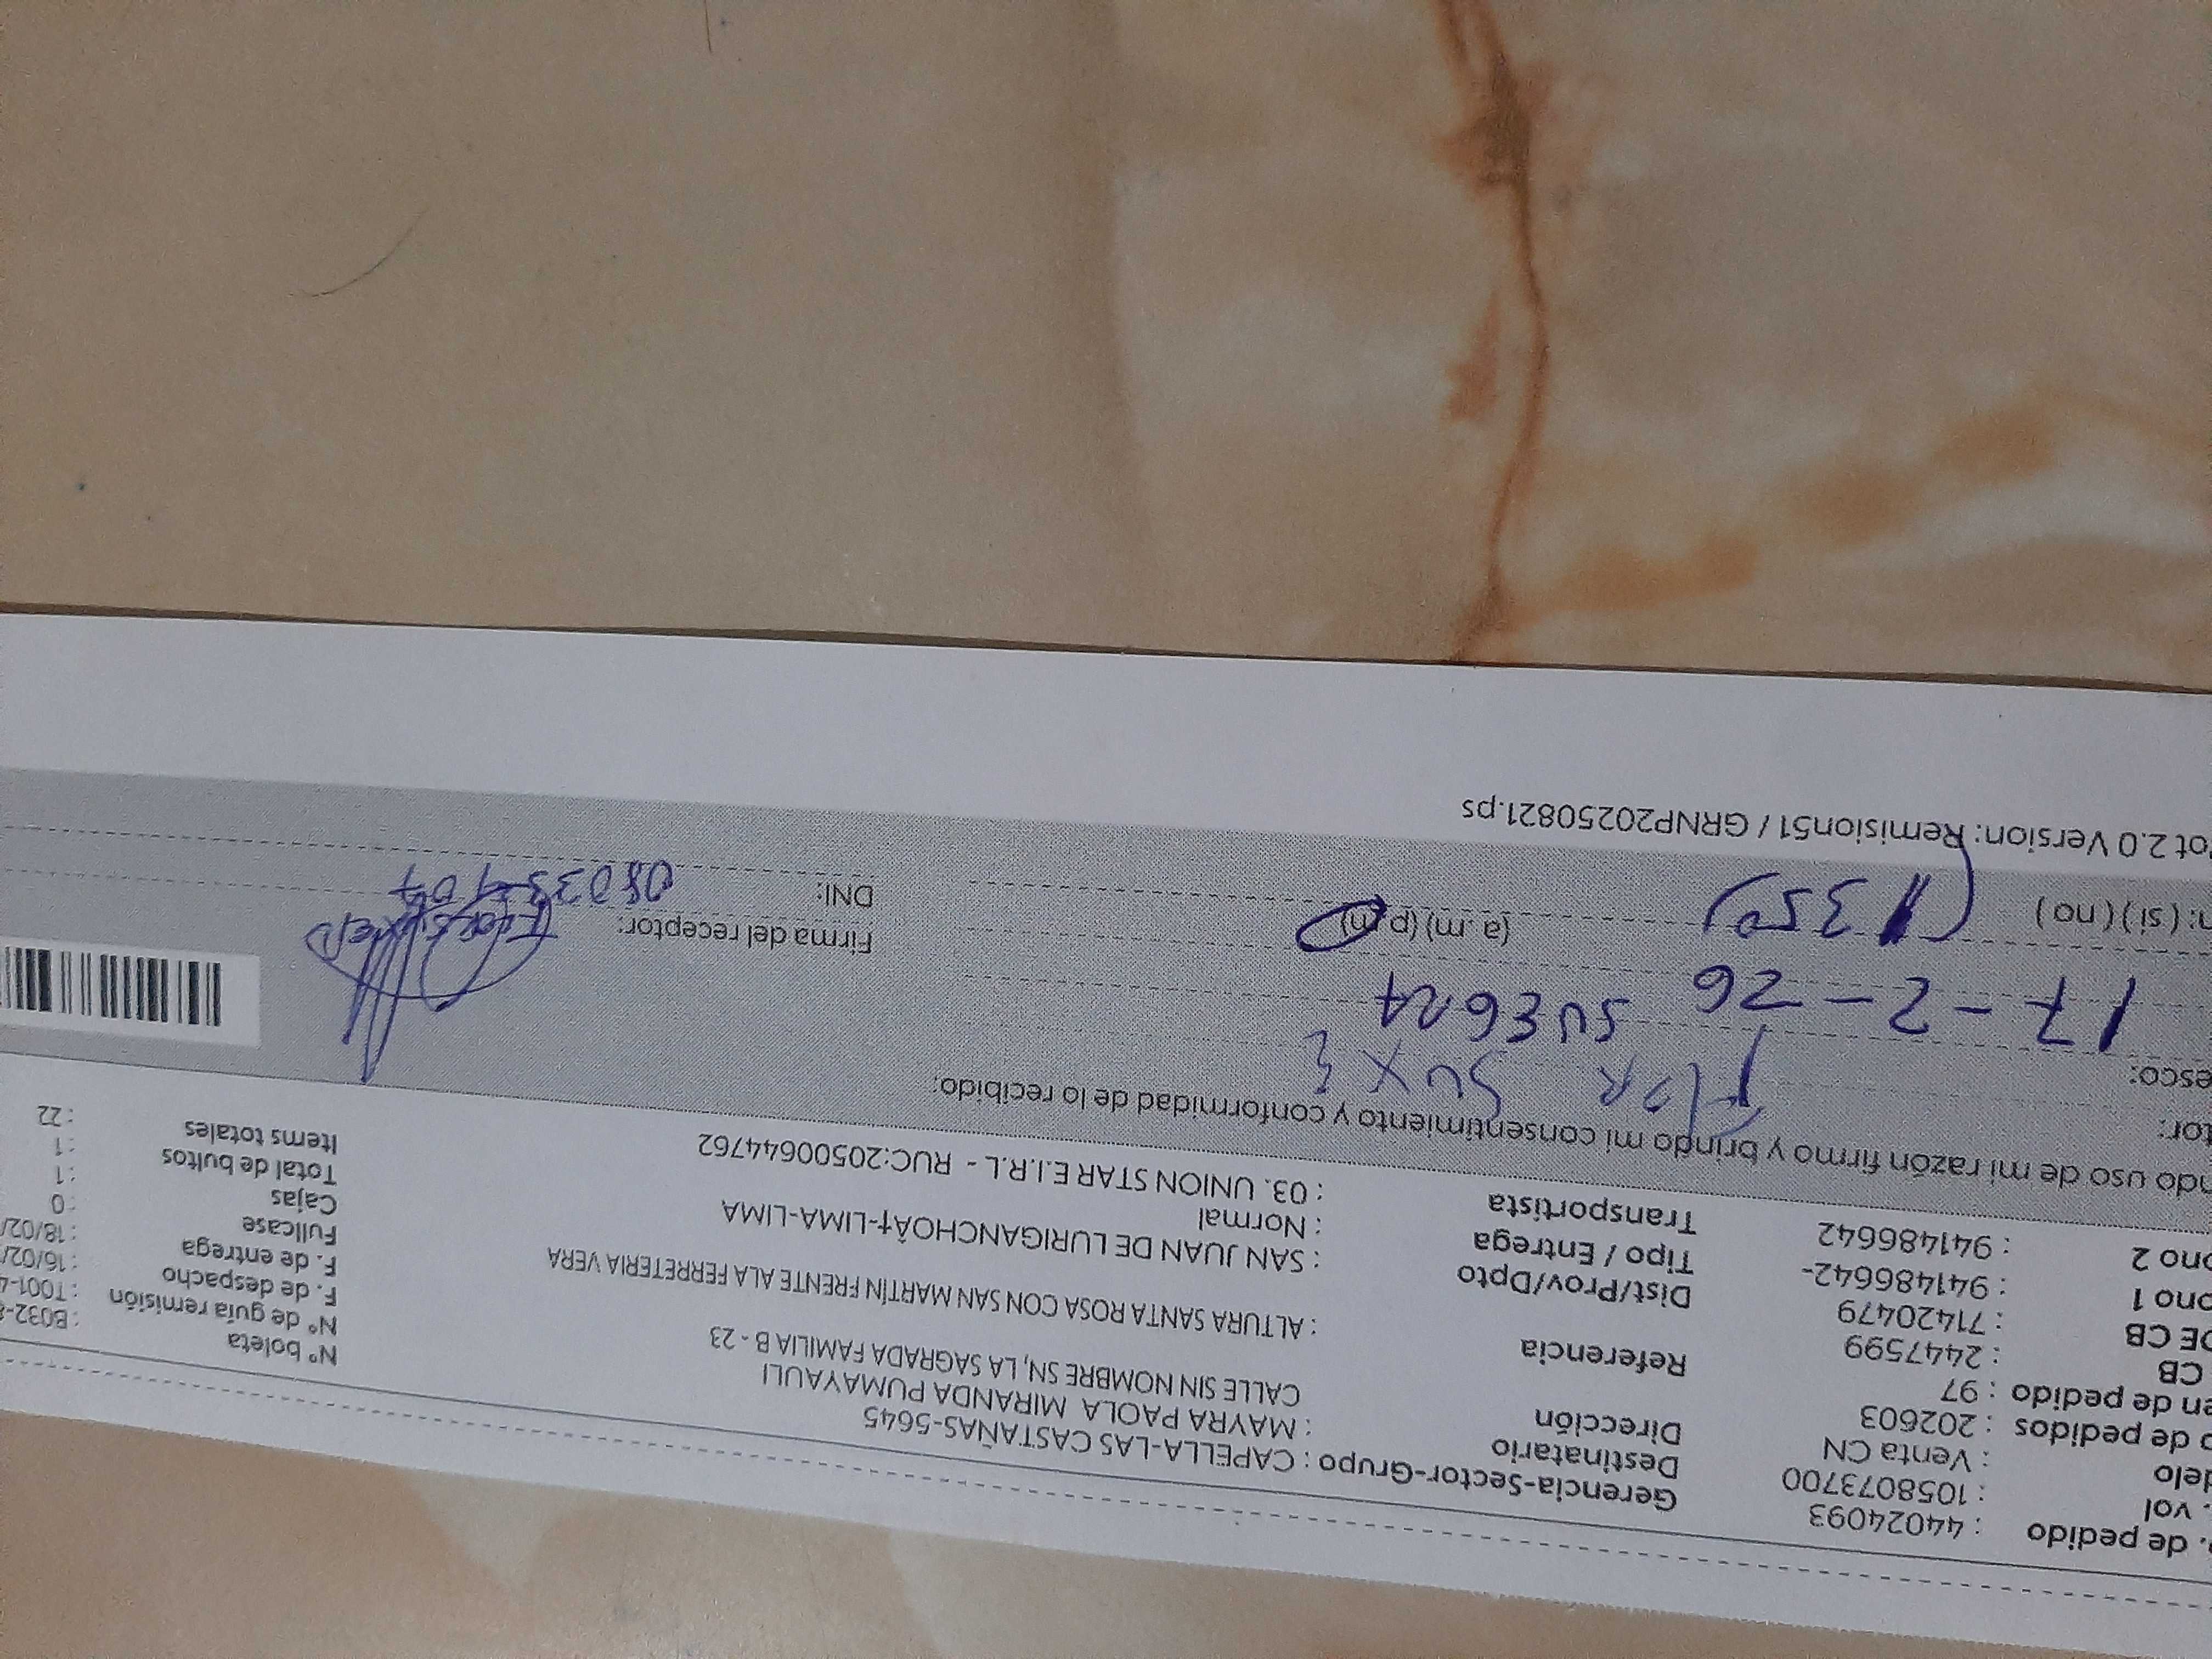 . de pedido : 44024093 Gerencia-Sector-Grupo : CAPELLA-LAS CASTAÑAS-5645 N° boleta : B032-
. vol : 1058073700 Destinatario : MAYRA PAOLA MIRANDA PUMAYAULI N° de guía remisión : T001-4
delo : Venta CN Dirección CALLE SIN NOMBRE SN, LA SAGRADA FAMILIA B - 23 F. de despacho : 16/02/
o de pedidos : 202603 F. de entrega : 18/02/
en de pedido : 97 Referencia : ALTURA SANTA ROSA CON SAN MARTÍN FRENTE ALA FERRETERIA VERA Fullcase : 0
CB : 2447599 Cajas : 1
DE CB : 71420479 Dist/Prov/Dpto : SAN JUAN DE LURIGANCHOÂ†-LIMA-LIMA Total de bultos : 1
ono 1 : 941486642- Tipo / Entrega : Normal Items totales : 22
ono 2 : 941486642 Transportista : 03. UNION STAR E.I.R.L - RUC:20500644762
ndo uso de mi razón firmo y brindo mi consentimiento y conformidad de lo recibido:
tor: Flor SUXE
esco: SUEGRA
17-2-26
n: ( si ) ( no ) (a. m) (p.m) Firma del receptor:
DNI:
ot 2.0 Version: Remision51 / GRNP20250821.ps